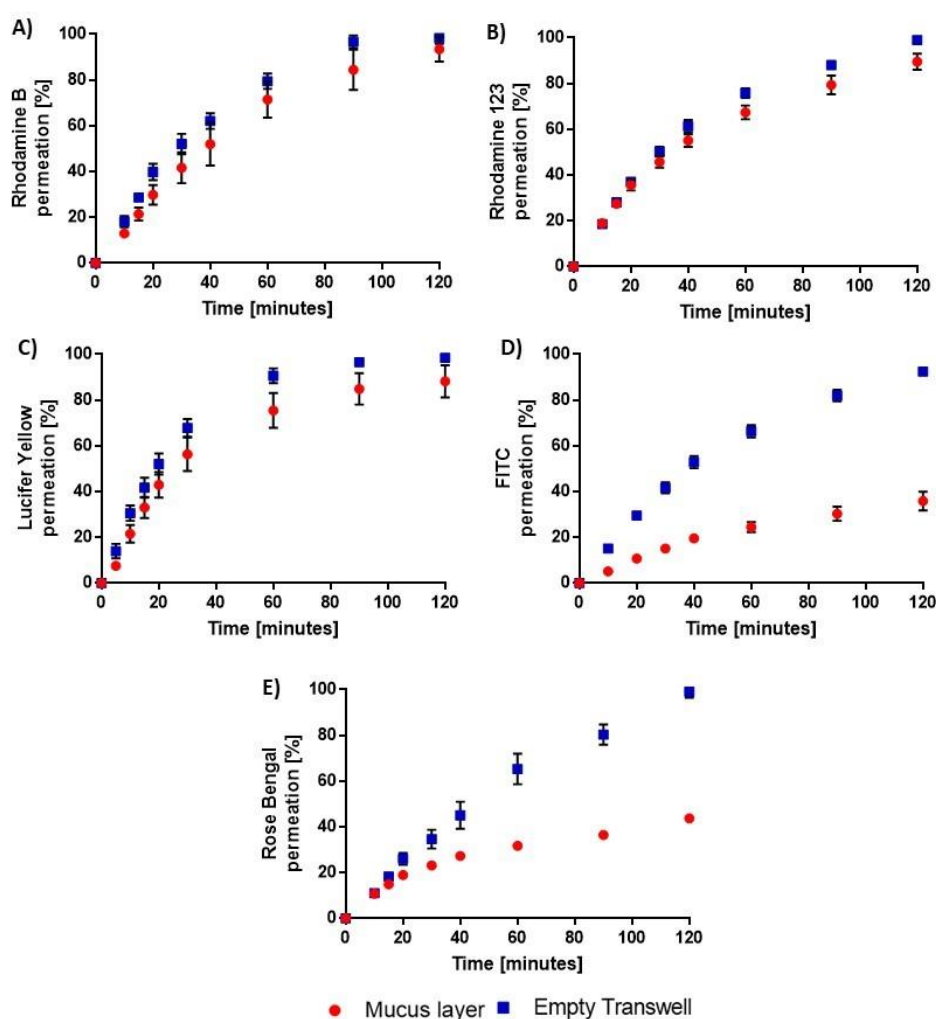 A)
Rhodamine B
permeation [%]
100
80
60
40
20
0
0 20 40 60 80 100 120
Time [minutes]
B)
Rhodamine 123
permeation [%]
100
80
60
40
20
0
0 20 40 60 80 100 120
Time [minutes]
C)
Lucifer Yellow
permeation [%]
100
80
60
40
20
0
0 20 40 60 80 100 120
Time [minutes]
D)
FITC
permeation [%]
100
80
60
40
20
0
0 20 40 60 80 100 120
Time [minutes]
E)
Rose Bengal
permeation [%]
100
80
60
40
20
0
0 20 40 60 80 100 120
Time [minutes]
Mucus layer Empty Transwell